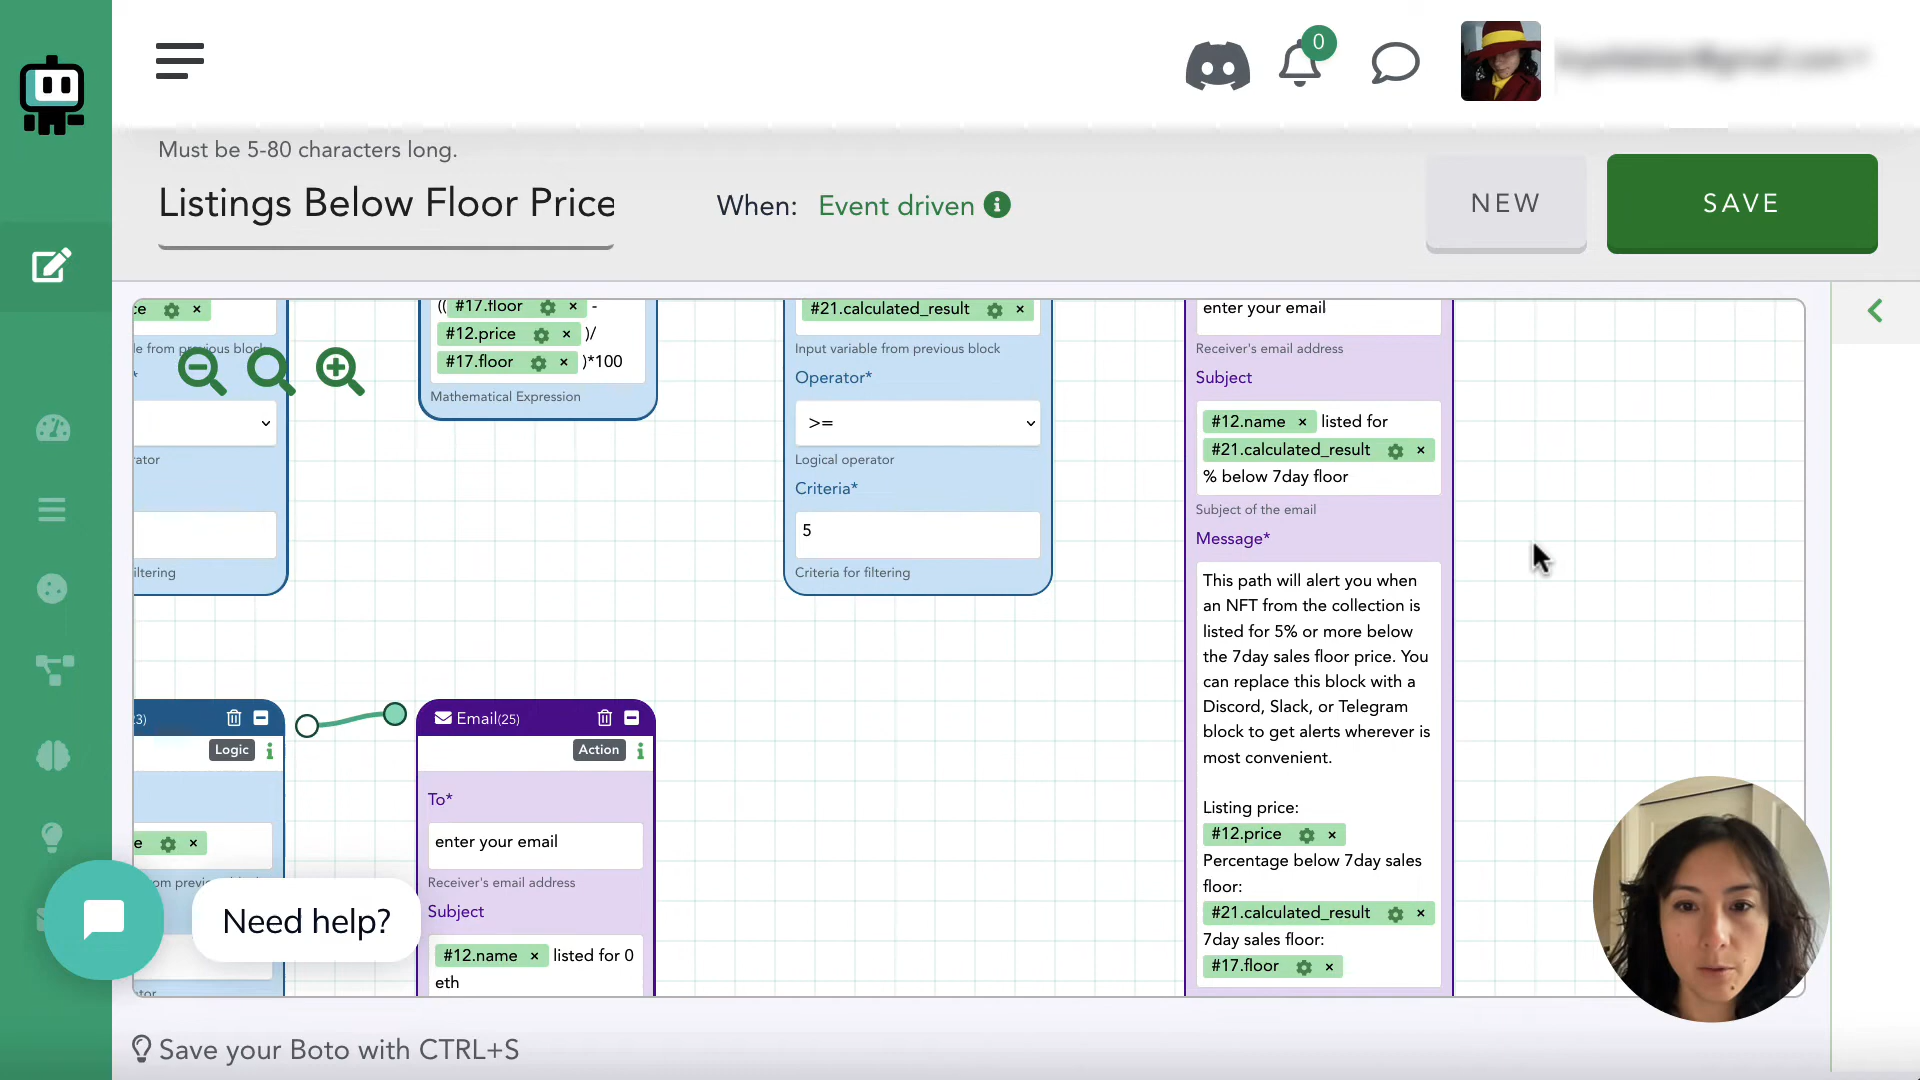 0
Must be 5-80 characters long.
Listings Below Floor Price
When: Event driven
NEW
SAVE
((
#17.floor × -
#12.price × )/
#17.floor × )*100
Mathematical Expression
#21.calculated_result ×
Input variable from previous block
Operator*
>=
Logical operator
Criteria*
5
Criteria for filtering
enter your email
Receiver's email address
Subject
#12.name × listed for
#21.calculated_result ×
% below 7day floor
Subject of the email
Message*
This path will alert you when
an NFT from the collection is
listed for 5% or more below
the 7day sales floor price. You
can replace this block with a
Discord, Slack, or Telegram
block to get alerts wherever is
most convenient.
Listing price:
#12.price ×
Percentage below 7day sales
floor:
#21.calculated_result ×
7day sales floor:
#17.floor ×
Logic
Email(25)
Action
To*
enter your email
Receiver's email address
Subject
#12.name × listed for 0
eth
Need help?
Save your Boto with CTRL+S